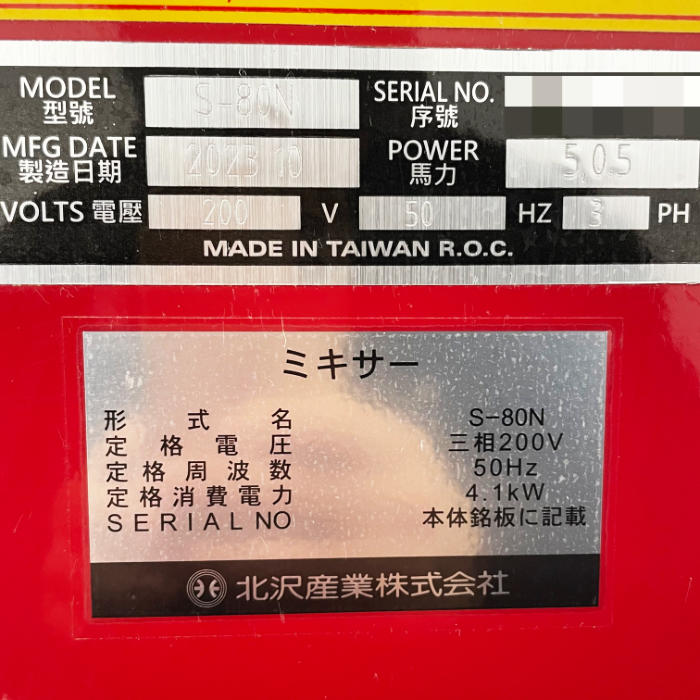 MODEL S-80N SERIAL NO.
型號 序號
MFG DATE 2023 10 POWER 5.05
製造日期 馬力
VOLTS 電壓 200 V 50 HZ 3 PH
MADE IN TAIWAN R.O.C.
ミキサー
形式名 S-80N
定格電圧 三相200V
定格周波数 50Hz
定格消費電力 4.1kW
SERIAL NO 本体銘板に記載
北沢産業株式会社